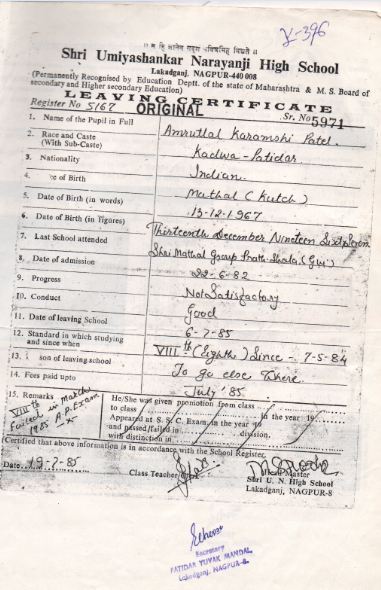 V-396
॥ न हि ज्ञानेन सदृशं पवित्रमिह विद्यते ॥
Shri Umiyashankar Narayanji High School
Lakadganj, NAGPUR-440 008
(Permanently Recognised by Education Deptt. of the state of Maharashtra & M. S. Board of
secondary and Higher secondary Education)
LEAVING CERTIFICATE
Register No 5167 ORIGINAL Sr. No 5971
1. Name of the Pupil in Full Amrutlal Karamshi Patel.
2. Race and Caste
(With Sub-Caste) Kadwa-Patidar
3. Nationality Indian
4. ce of Birth Mathal (Kutch)
5. Date of Birth (in words) 13-12-1967
6. Date of Birth (in figures) Thirteenth December Nineteen Sixtyseven
7. Last School attended Shri Mathal Group Prath. Shala, (Guj)
8. Date of admission 22-6-82
9. Progress Not Satisfactory
10. Conduct Good
11. Date of leaving School 6-7-85
12. Standard in which studying
and since when VIIIth (Eighth) Since - 7-5-84
13. son of leaving school To go else where
14. Fees paid upto July '85
15. Remarks He/She was given promotion from class
VIIIth to class in the year 19
Failed in March Appeared at S. S. C. Exam. in the year
1985 A.P. Exam and passed/failed in division.
with distinction in
Certified that above information is in accordance with the School Register.
Date 19-7-85
Class Teacher Head Master
Shri U. N. High School
Lakadganj, NAGPUR-8
Secretary
PATIDAR YUVAK MANDAL
Lakadganj, NAGPUR-8.